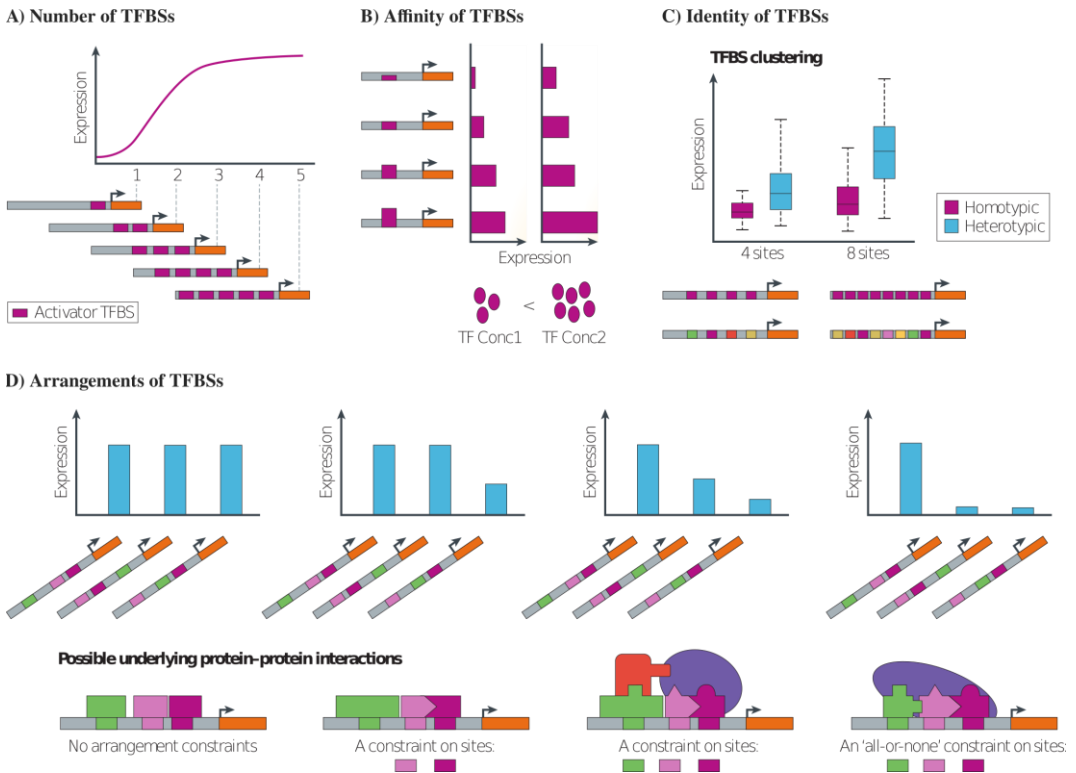 A) Number of TFBSs
Expression
1 2 3 4 5
Activator TFBS
B) Affinity of TFBSs
Expression
TF Conc1 < TF Conc2
C) Identity of TFBSs
TFBS clustering
Expression
4 sites 8 sites
Homotypic
Heterotypic
D) Arrangements of TFBSs
Expression
Expression
Expression
Expression
Possible underlying protein–protein interactions
No arrangement constraints
A constraint on sites:
A constraint on sites:
An 'all-or-none' constraint on sites: